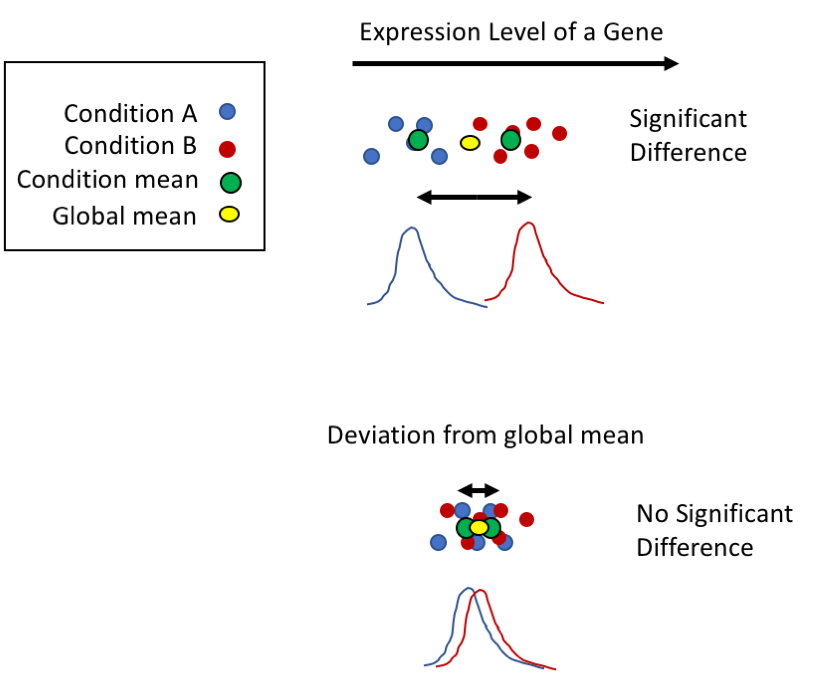 Expression Level of a Gene
Condition A
Condition B
Condition mean
Global mean
Significant
Difference
Deviation from global mean
No Significant
Difference